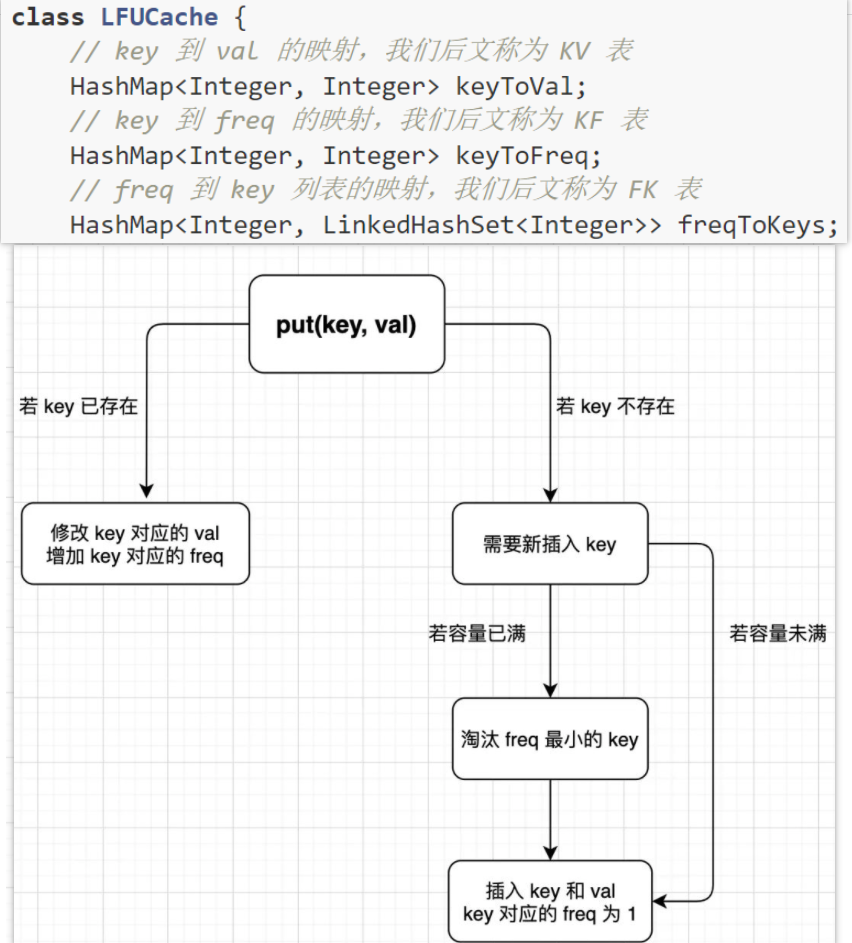 class LFUCache {
// key 到 val 的映射，我们后文称为 KV 表
HashMap<Integer, Integer> keyToVal;
// key 到 freq 的映射，我们后文称为 KF 表
HashMap<Integer, Integer> keyToFreq;
// freq 到 key 列表的映射，我们后文称为 FK 表
HashMap<Integer, LinkedHashSet<Integer>> freqToKeys;
put(key, val)
若 key 已存在
若 key 不存在
修改 key 对应的 val
增加 key 对应的 freq
需要新插入 key
若容量已满
若容量未满
淘汰 freq 最小的 key
插入 key 和 val
key 对应的 freq 为 1